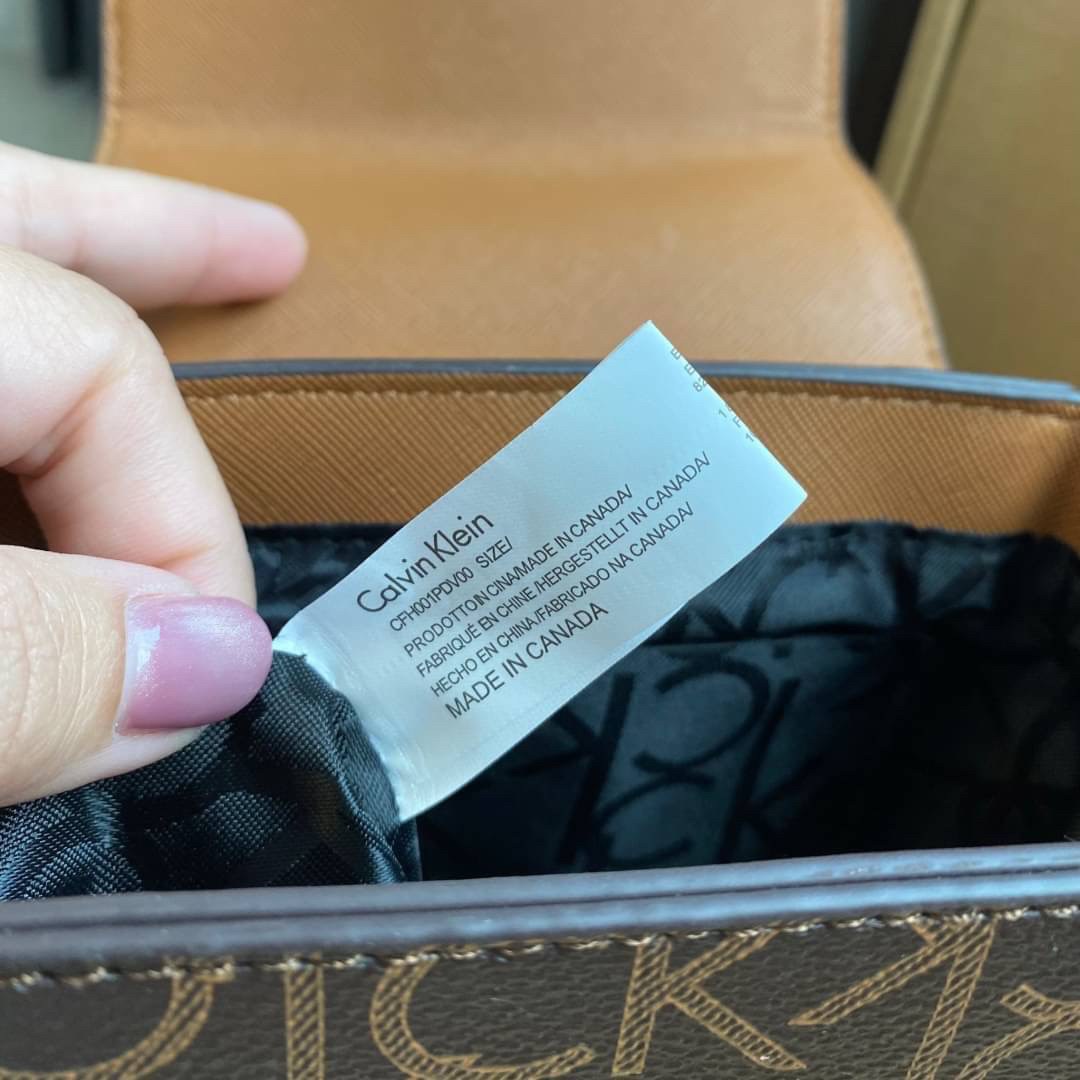 Calvin Klein
CFH001PDV00 SIZE/
PRODOTTO IN CINA/MADE IN CANADA/
FABRIQUÉ EN CHINE/HERGESTELLT IN CANADA/
HECHO EN CHINA/FABRICADO NA CANADA/
MADE IN CANADA
CK